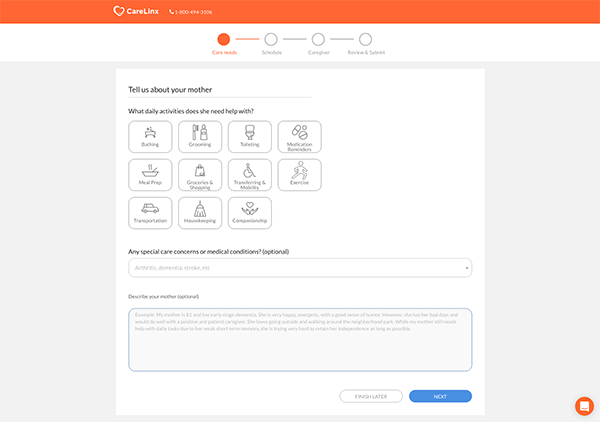 CareLinx
1-800-494-3106
Care needs
Schedule
Caregiver
Review & Submit
Tell us about your mother
What daily activities does she need help with?
Bathing
Grooming
Toileting
Medication
Reminders
Meal Prep
Groceries &
Shopping
Transferring &
Mobility
Exercise
Transportation
Housekeeping
Companionship
Any special care concerns or medical conditions? (optional)
Arthritis, dementia, stroke, etc
Describe your mother (optional)
Example: My mother is 81 and has early stage dementia. She is very happy, energetic, with a good sense of humor. However, she has her bad days and
would do well with a positive and patient caregiver. She loves going outside and walking around the neighborhood park. While my mother still needs
help with daily tasks due to her weak short term memory, she is trying very hard to retain her independence as long as possible.
FINISH LATER
NEXT